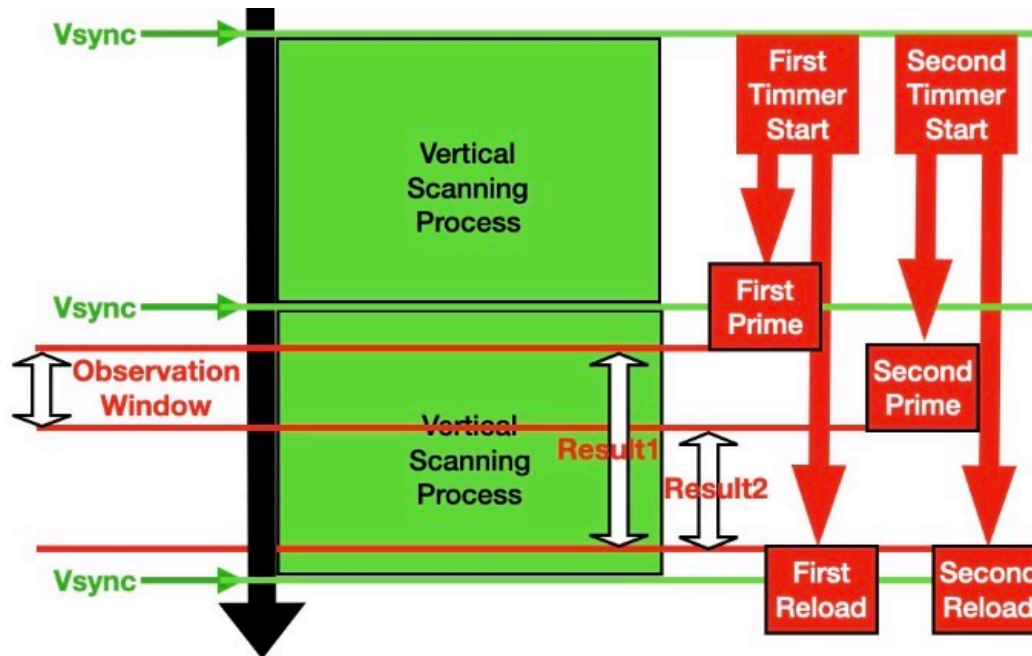 Vsync
First
Timmer
Start
Second
Timmer
Start
Vertical
Scanning
Process
Vsync
First
Prime
Observation
Window
Second
Prime
Vertical
Scanning
Process
Result1
Result2
Vsync
First
Reload
Second
Reload